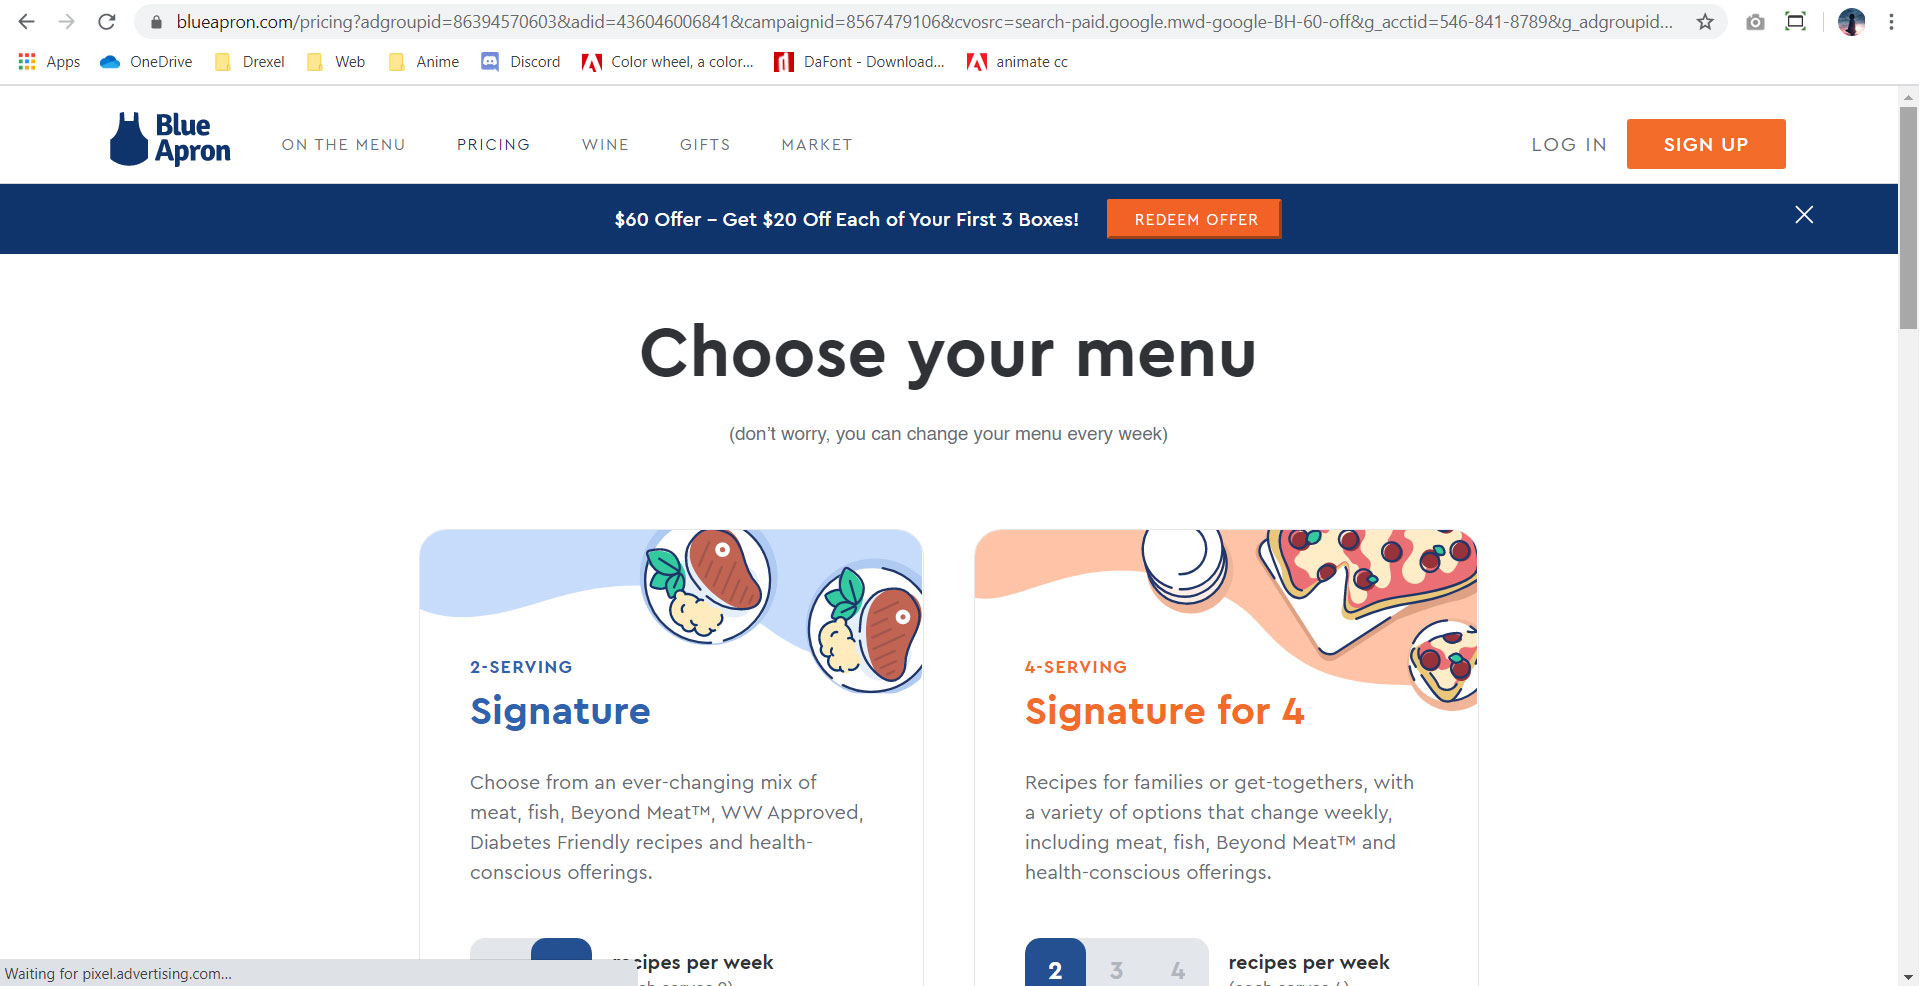 blueapron.com/pricing?adgroupid=86394570603&adid=436046006841&campaignid=8567479106&cvosrc=search-paid.google.mwd-google-BH-60-off&g_acctid=546-841-8789&g_adgroupid...
Apps OneDrive Drexel Web Anime Discord Color wheel, a color... DaFont - Download... animate cc
Blue
Apron
ON THE MENU PRICING WINE GIFTS MARKET LOG IN SIGN UP
$60 Offer – Get $20 Off Each of Your First 3 Boxes! REDEEM OFFER
Choose your menu
(don’t worry, you can change your menu every week)
2-SERVING
Signature
Choose from an ever-changing mix of
meat, fish, Beyond Meat™, WW Approved,
Diabetes Friendly recipes and health-
conscious offerings.
recipes per week
4-SERVING
Signature for 4
Recipes for families or get-togethers, with
a variety of options that change weekly,
including meat, fish, Beyond Meat™ and
health-conscious offerings.
2 3 4 recipes per week
Waiting for pixel.advertising.com...